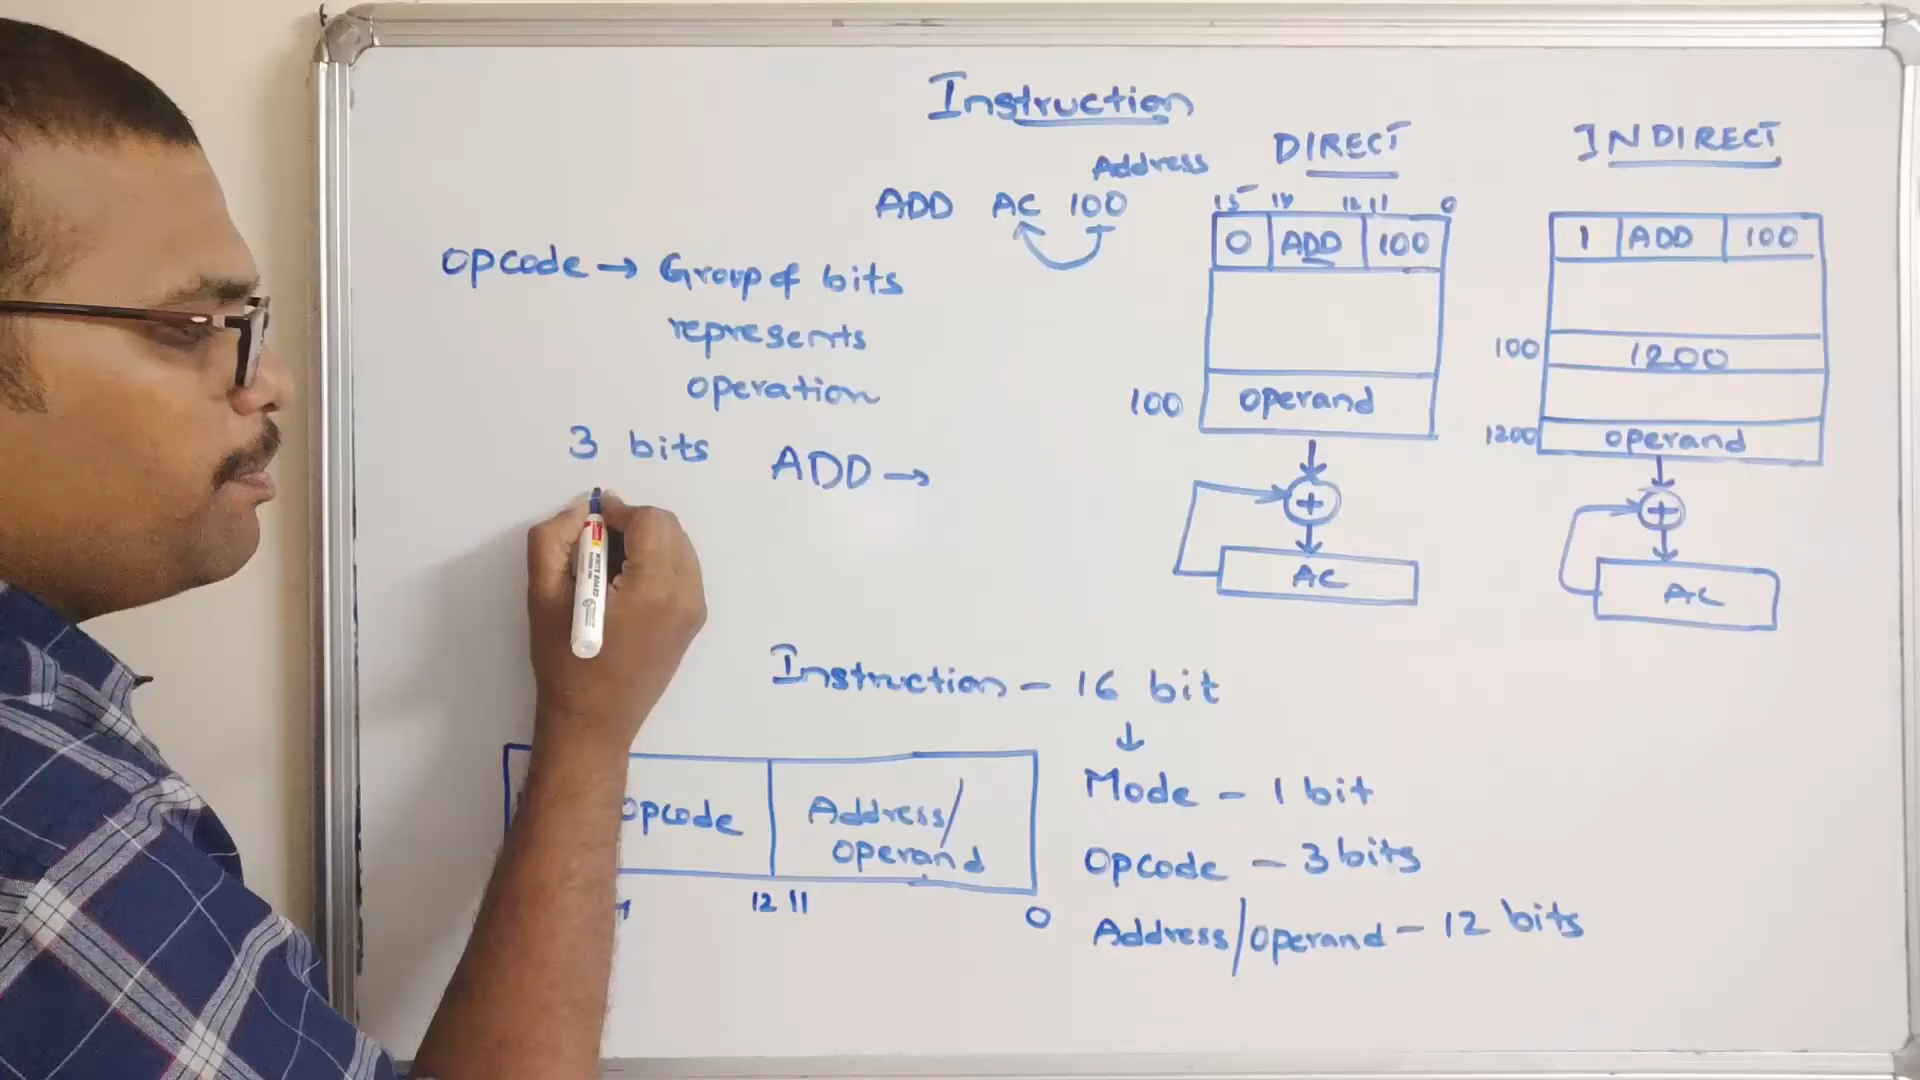 Instruction
Address
ADD AC 100
opcode → Group of bits
represents
operation
3 bits ADD →
DIRECT
15 14 12 11 0
0 ADD 100
100 operand
+
AC
INDIRECT
1 ADD 100
100 1200
1200 operand
+
AC
Instruction - 16 bit
↓
Mode - 1 bit
Opcode - 3 bits
Address/Operand - 12 bits
opcode Address/
operand
12 11 0
WHITE BOARD